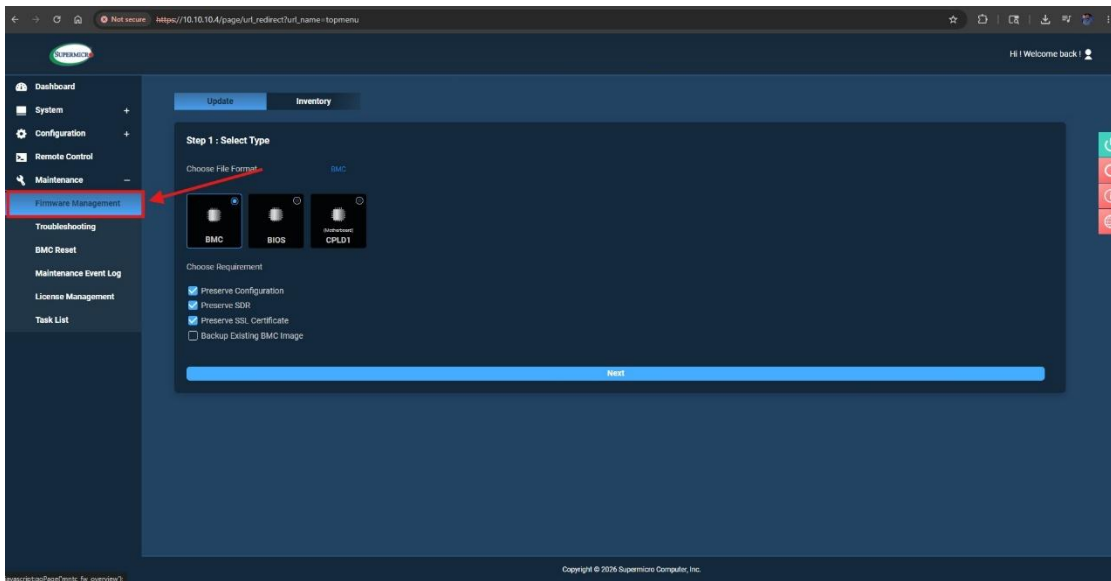 Not secure https://10.10.10.4/page/url_redirect?url_name=topmenu
SUPERMICR
Hi ! Welcome back !
Dashboard
System +
Configuration +
Remote Control
Maintenance –
Firmware Management
Troubleshooting
BMC Reset
Maintenance Event Log
License Management
Task List
Update Inventory
Step 1 : Select Type
Choose File Format BMC
BMC
BIOS
(Motherboard)
CPLD1
Choose Requirement
Preserve Configuration
Preserve SDR
Preserve SSL Certificate
Backup Existing BMC Image
Next
Copyright © 2026 Supermicro Computer, Inc.